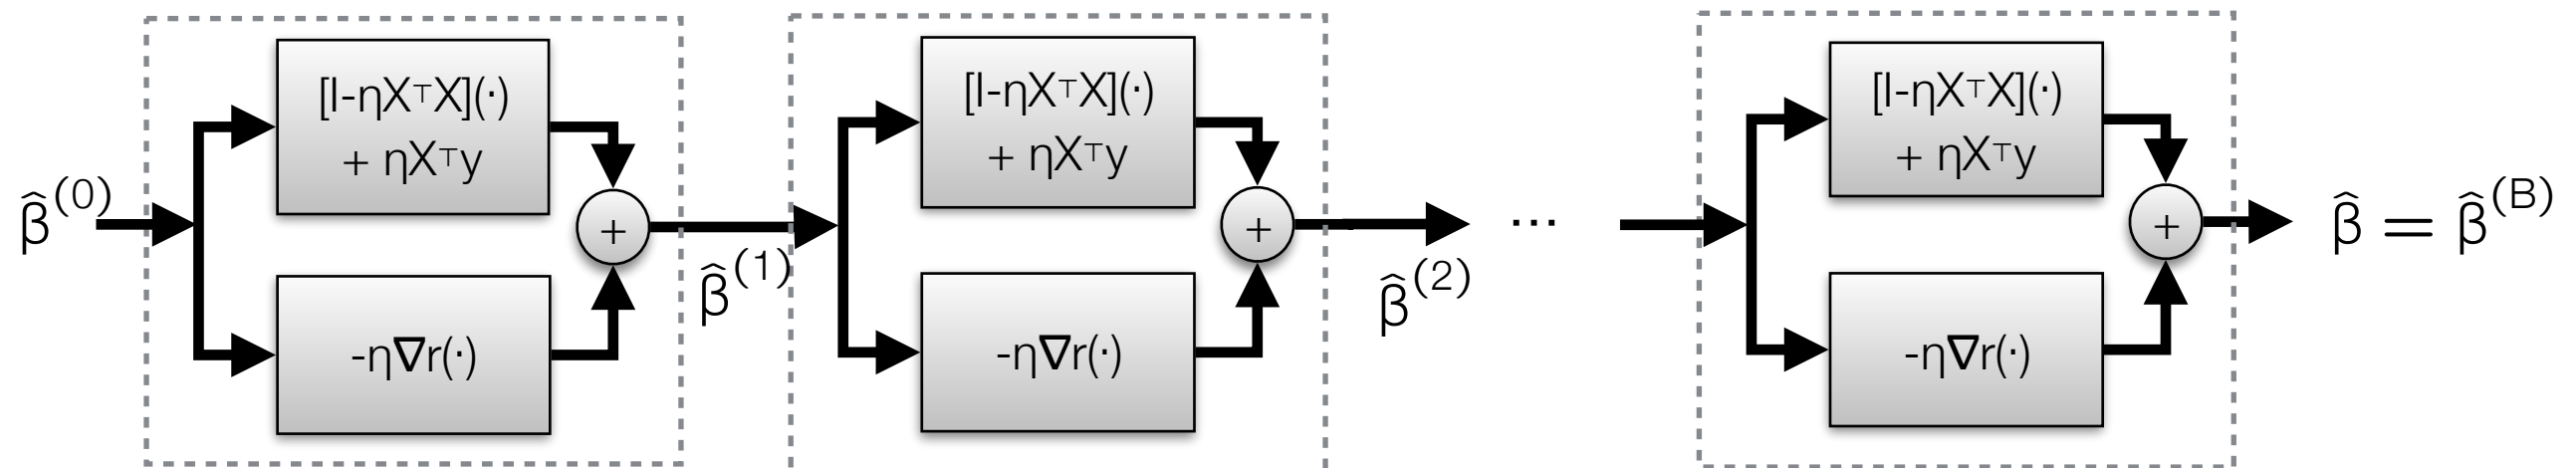 β̂(0)
[I-ηX⊤X](·)
+ ηX⊤y
-η∇r(·)
+
β̂(1)
[I-ηX⊤X](·)
+ ηX⊤y
-η∇r(·)
+
β̂(2)
...
[I-ηX⊤X](·)
+ ηX⊤y
-η∇r(·)
+
β̂ = β̂(B)